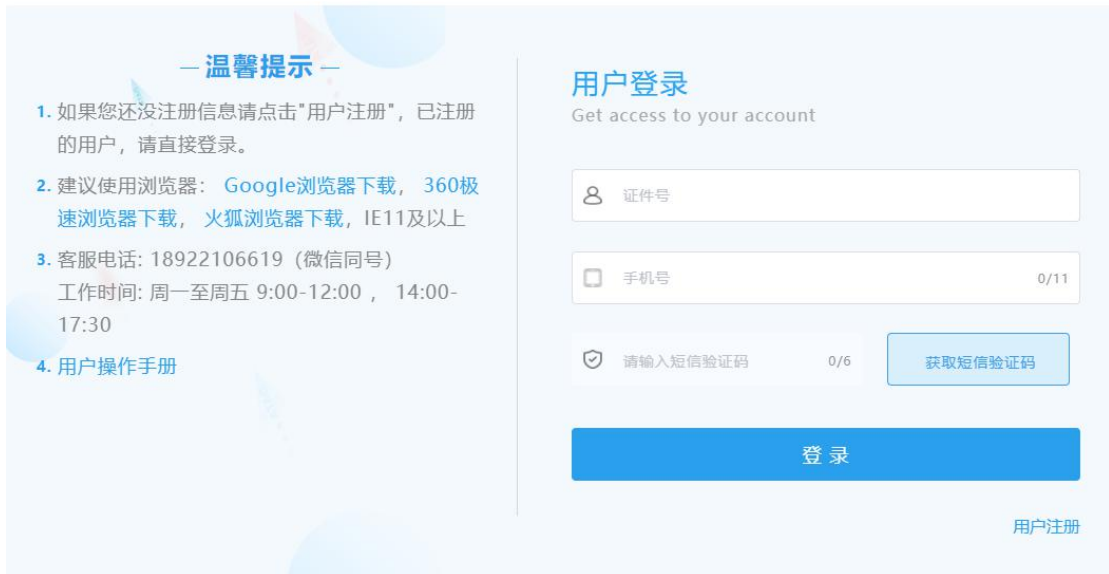 温馨提示
1. 如果您还没注册信息请点击"用户注册"，已注册
的用户，请直接登录。
2. 建议使用浏览器： Google浏览器下载， 360极
速浏览器下载， 火狐浏览器下载，IE11及以上
3. 客服电话: 18922106619（微信同号）
工作时间: 周一至周五 9:00-12:00 ， 14:00-
17:30
4. 用户操作手册
用户登录
Get access to your account
证件号
手机号 0/11
请输入短信验证码 0/6 获取短信验证码
登 录
用户注册